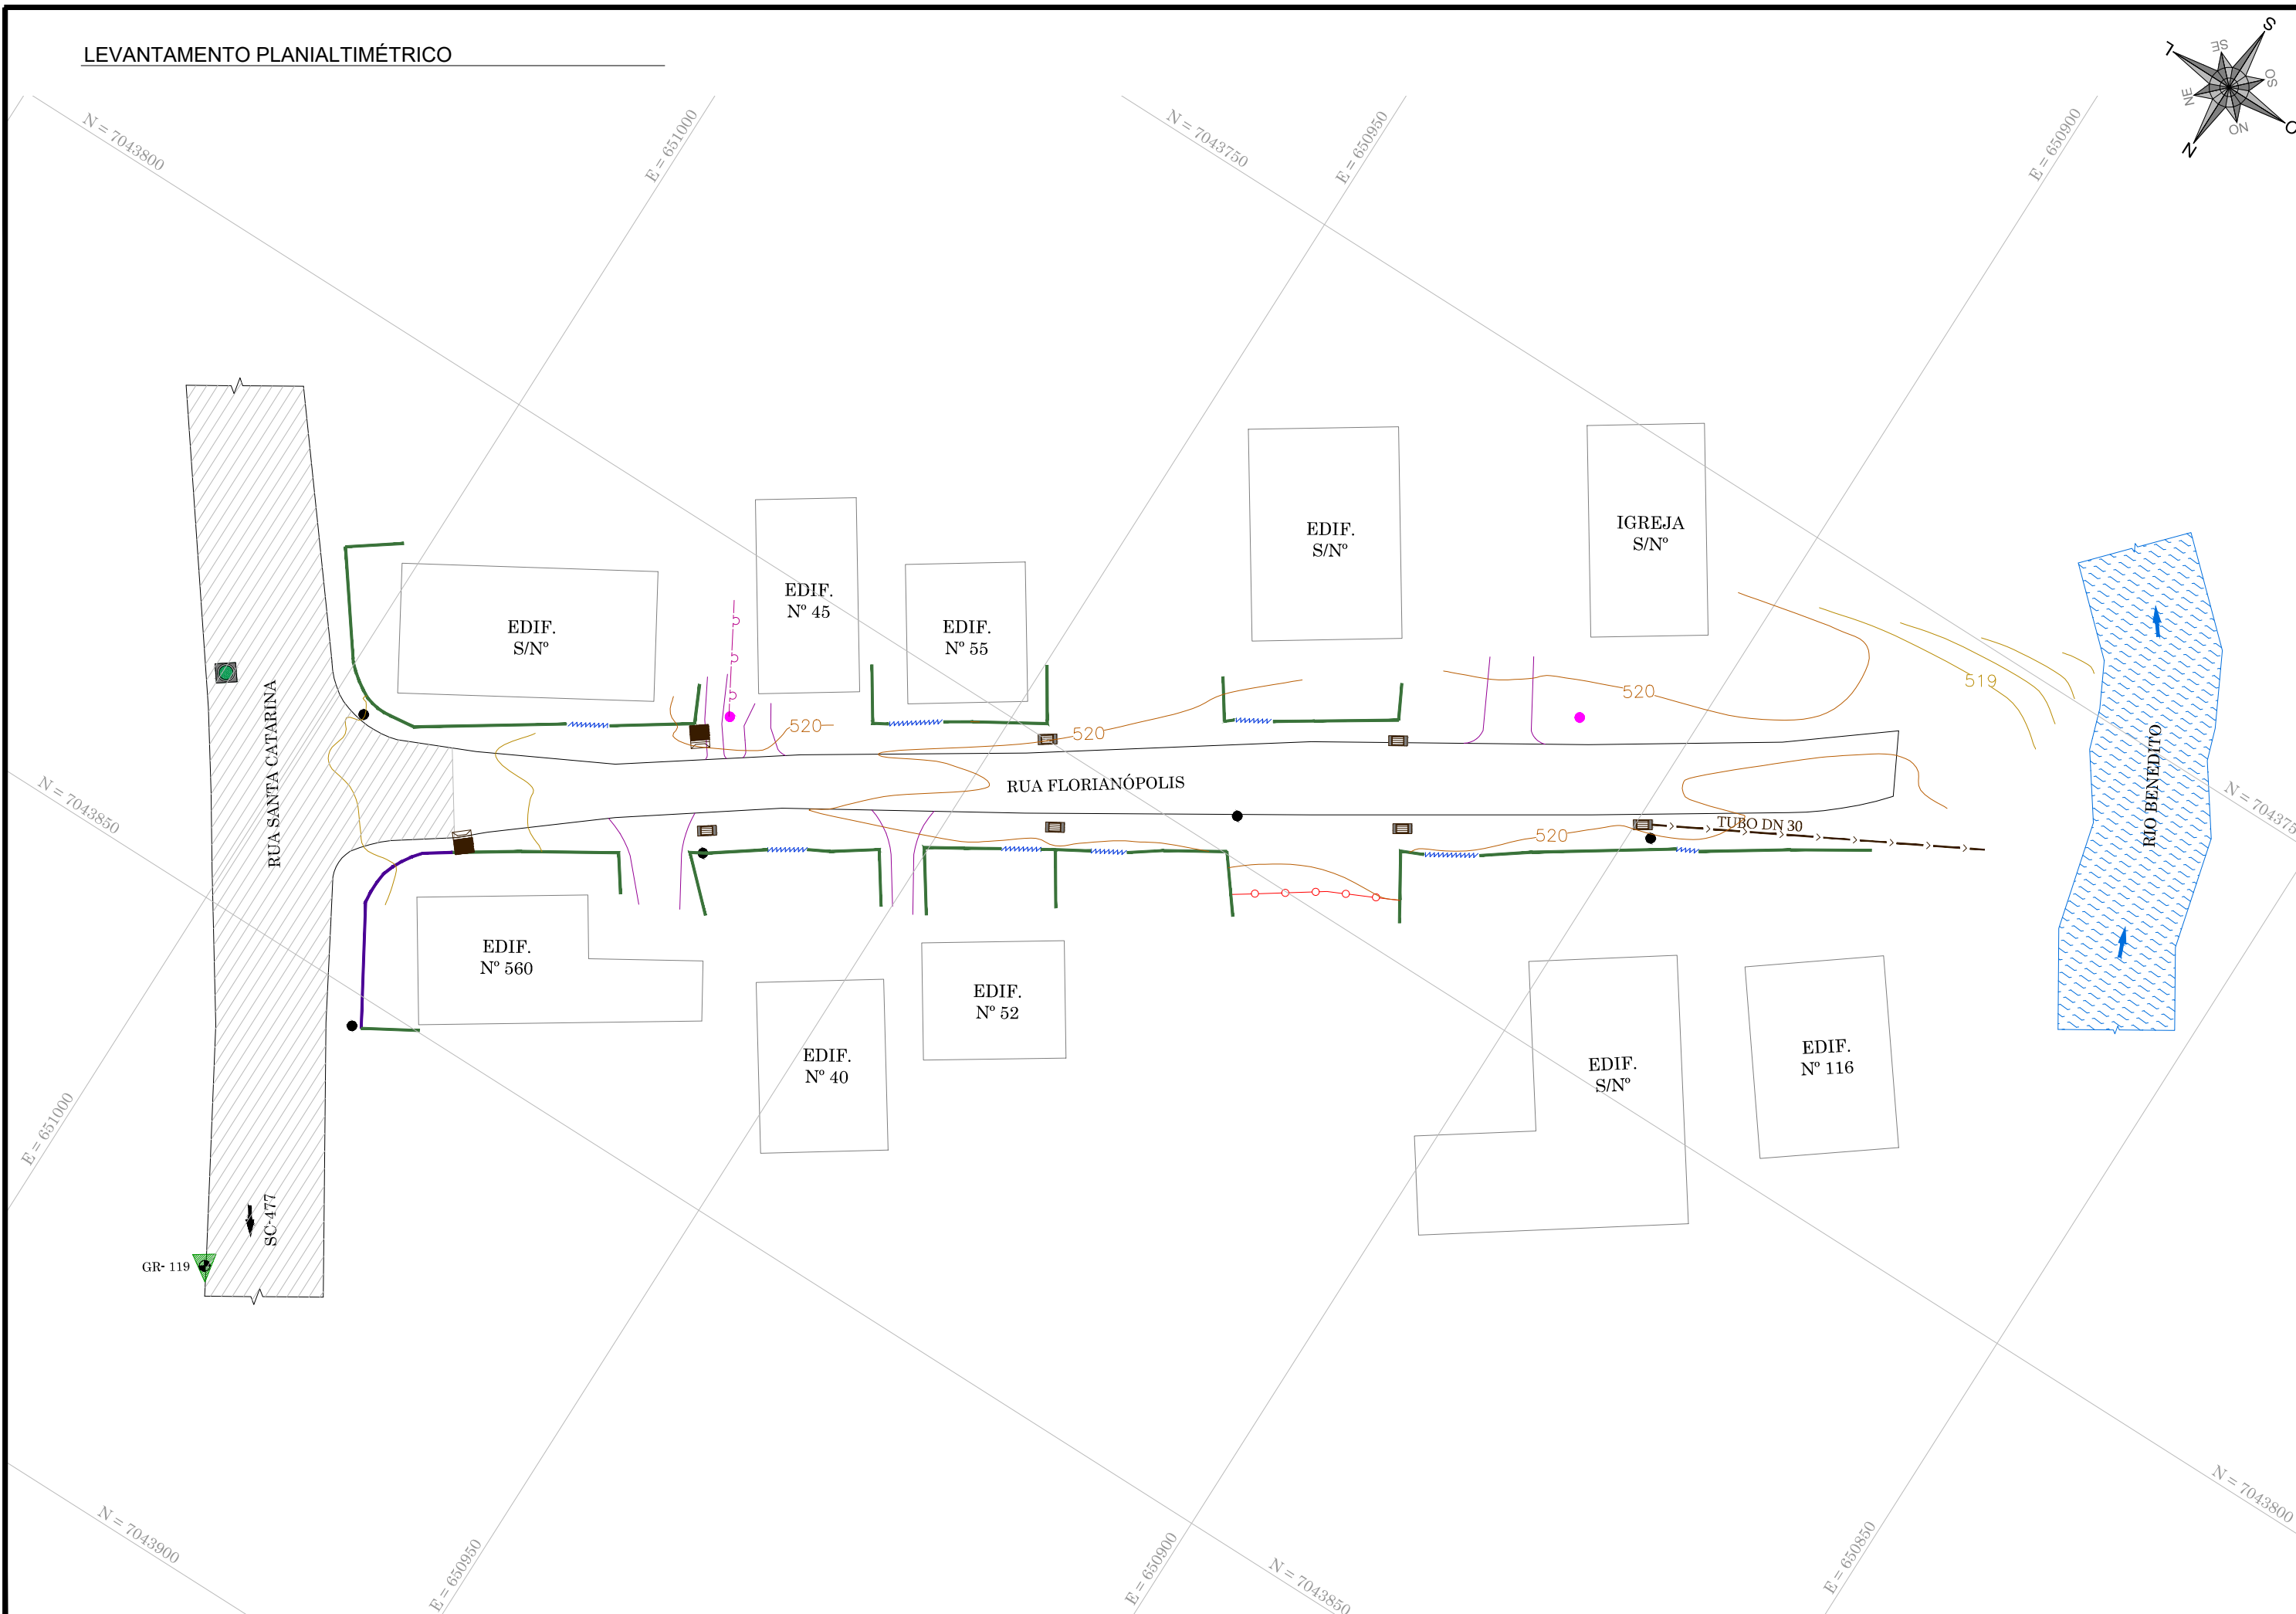 LEVANTAMENTO PLANIALTIMÉTRICO
S
SE
L
SO
NE
O
NO
N
N = 7043800
E = 651000
N = 7043750
E = 650950
E = 650900
IGREJA
S/Nº
EDIF.
S/Nº
EDIF.
Nº 45
EDIF.
S/Nº
EDIF.
Nº 55
519
520
520
520
RUA SANTA CATARINA
RUA FLORIANÓPOLIS
RIO BENEDITO
N = 7043850
N = 704375
TUBO DN 30
520
EDIF.
Nº 560
EDIF.
Nº 52
EDIF.
Nº 40
EDIF.
S/Nº
EDIF.
Nº 116
E = 651000
SC-477
GR- 119
N = 7043900
E = 650950
E = 650900
N = 7043850
E = 650850
N = 7043800